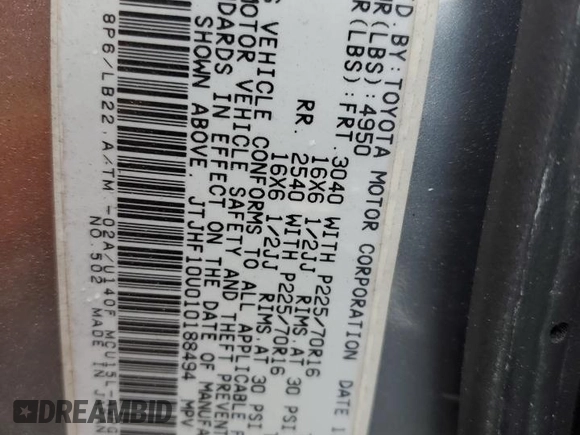 D. BY: TOYOTA MOTOR CORPORATION DATE 1
R(LBS): 4950
R(LBS): FRT. 3040 WITH P225/70R16
16X6 1/2JJ RIMS. AT 30 PSI
RR. 2540 WITH P225/70R16
16X6 1/2JJ RIMS. AT 30 PSI
VEHICLE CONFORMS TO ALL APPLICABLE
MOTOR VEHICLE SAFETY AND THEFT PREVENT
NDARDS IN EFFECT ON THE DATE OF MANUFA
SHOWN ABOVE. JTJHF10U010188494 MPV
8P6/LB22. A/TM -02A/U140F MCU15L
NO.502 MADE IN
DREAMBID